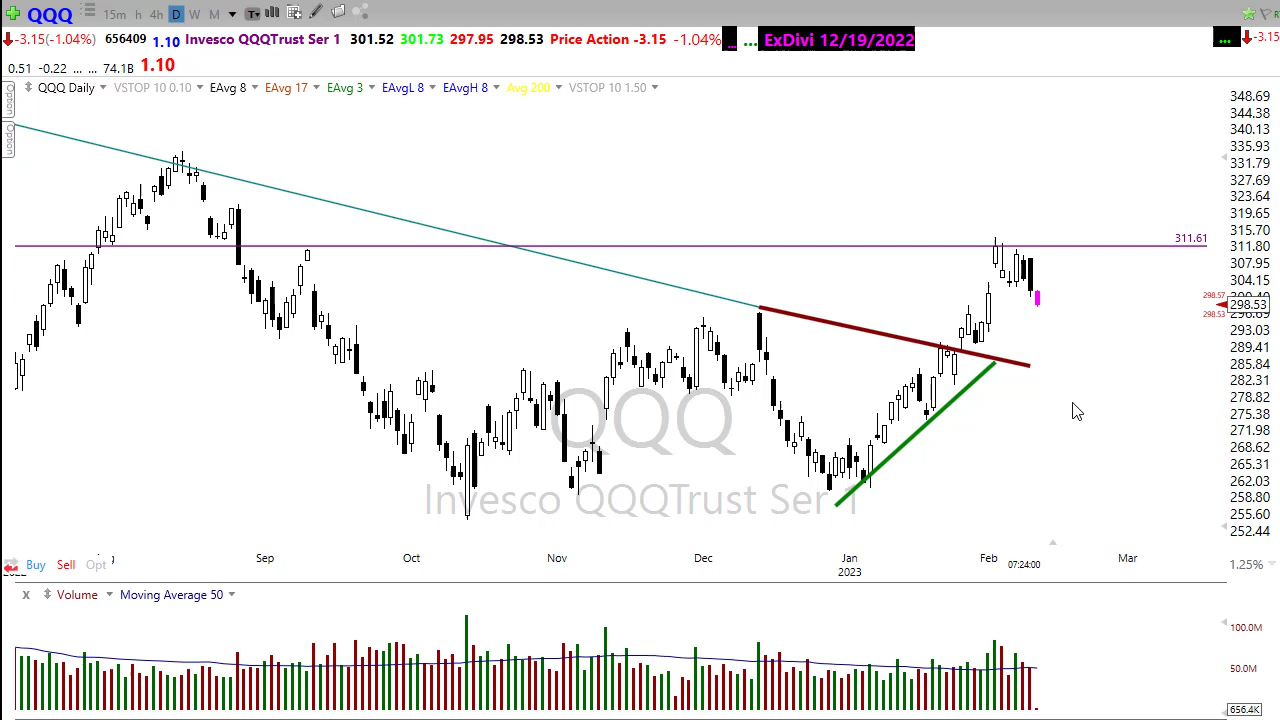 QQQ 15m h 4h D W M T
-3.15(-1.04%) 656409 1.10 Invesco QQQTrust Ser 1 301.52 301.73 297.95 298.53 Price Action -3.15 -1.04% ... ... ExDivi 12/19/2022 ... -3.15
0.51 -0.22 ... ... 74.1B 1.10
QQQ Daily VSTOP 10 0.10 EAvg 8 EAvg 17 EAvg 3 EAvgL 8 EAvgH 8 Avg 200 VSTOP 10 1.50
Option
Option
348.69
344.38
340.13
335.93
331.79
327.69
323.64
319.65
315.70
311.61
311.80
307.95
304.15
298.57
298.53
298.53
293.03
289.41
285.84
282.31
278.82
275.38
271.98
268.62
265.31
262.03
258.80
255.60
252.44
QQQ
Invesco QQQTrust Ser 1
Sep Oct Nov Dec Jan Feb Mar
2023 07:24:00
Buy Sell Opt 1.25%
x Volume Moving Average 50
100.0M
50.0M
656.4K